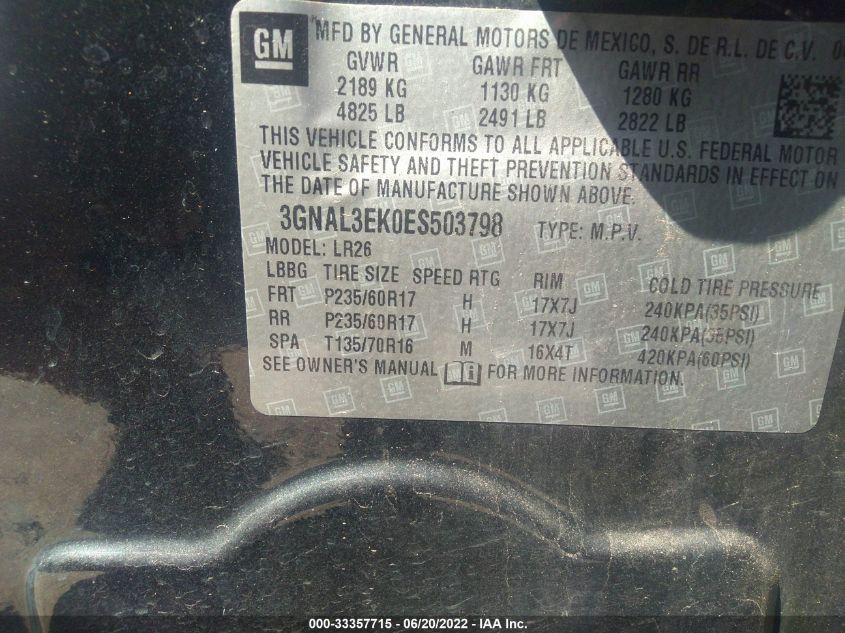 GM MFD BY GENERAL MOTORS DE MEXICO, S. DE R.L. DE C.V.
GVWR GAWR FRT GAWR RR
2189 KG 1130 KG 1280 KG
4825 LB 2491 LB 2822 LB
THIS VEHICLE CONFORMS TO ALL APPLICABLE U.S. FEDERAL MOTOR
VEHICLE SAFETY AND THEFT PREVENTION STANDARDS IN EFFECT ON
THE DATE OF MANUFACTURE SHOWN ABOVE.
3GNAL3EK0ES503798 TYPE: M.P.V.
MODEL: LR26
LBBG TIRE SIZE SPEED RTG RIM COLD TIRE PRESSURE
FRT P235/60R17 H 17X7J 240KPA(35PSI)
RR P235/60R17 H 17X7J 240KPA(35PSI)
SPA T135/70R16 M 16X4T 420KPA(60PSI)
SEE OWNER'S MANUAL FOR MORE INFORMATION.
000-33357715 - 06/20/2022 - IAA Inc.